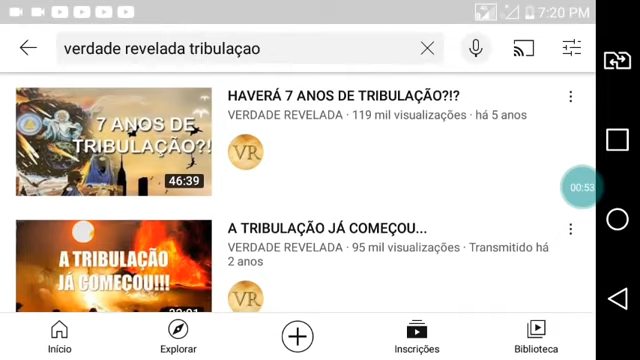 7:20 PM
verdade revelada tribulaçao
7 ANOS DE
TRIBULAÇÃO?!
46:39
HAVERÁ 7 ANOS DE TRIBULAÇÃO?!?
VERDADE REVELADA · 119 mil visualizações · há 5 anos
VR
00:53
A TRIBULAÇÃO
JÁ COMEÇOU!!!
A TRIBULAÇÃO JÁ COMEÇOU...
VERDADE REVELADA · 95 mil visualizações · Transmitido há
2 anos
VR
Início
Explorar
Inscrições
Biblioteca